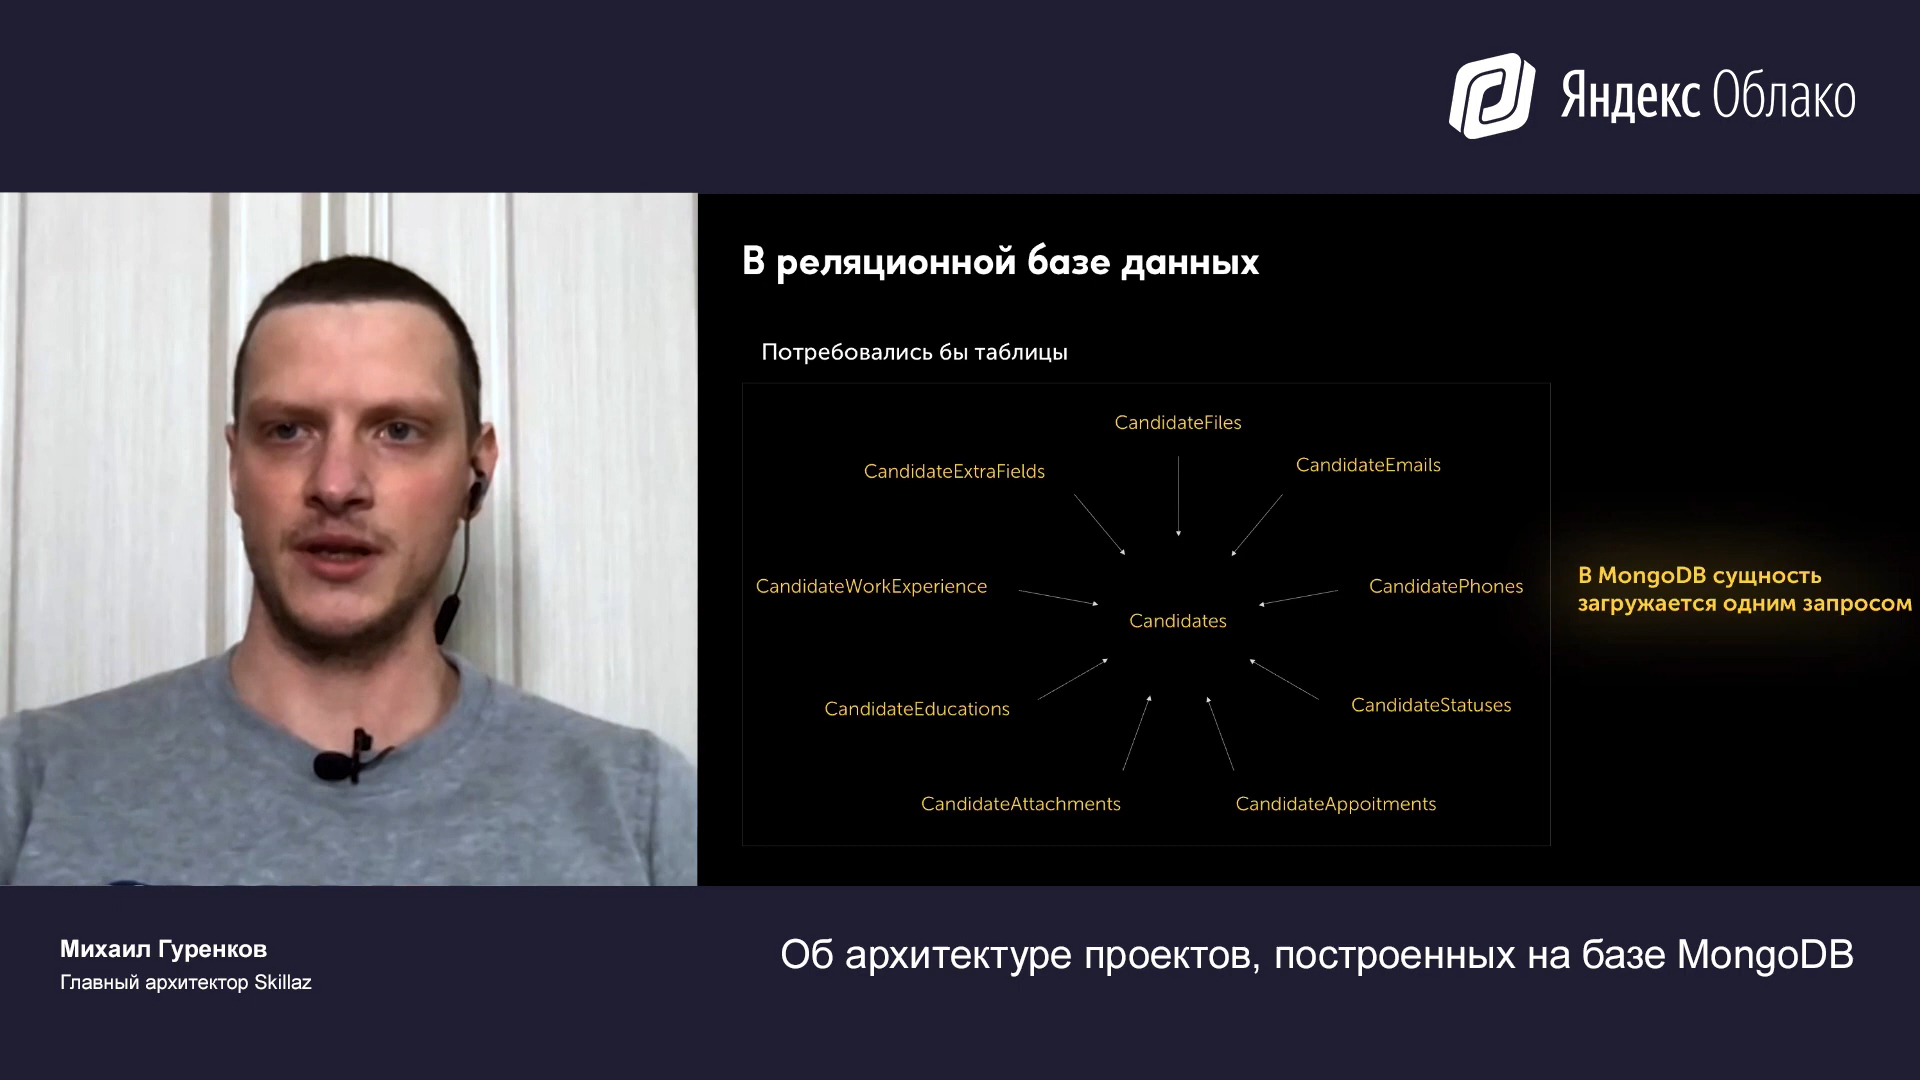 Яндекс Облако
В реляционной базе данных
Потребовались бы таблицы
CandidateFiles
CandidateExtraFields
CandidateEmails
CandidateWorkExperience
CandidatePhones
Candidates
CandidateEducations
CandidateStatuses
CandidateAttachments
CandidateAppoitments
В MongoDB сущность
загружается одним запросом
Михаил Гуренков
Главный архитектор Skillaz
Об архитектуре проектов, построенных на базе MongoDB